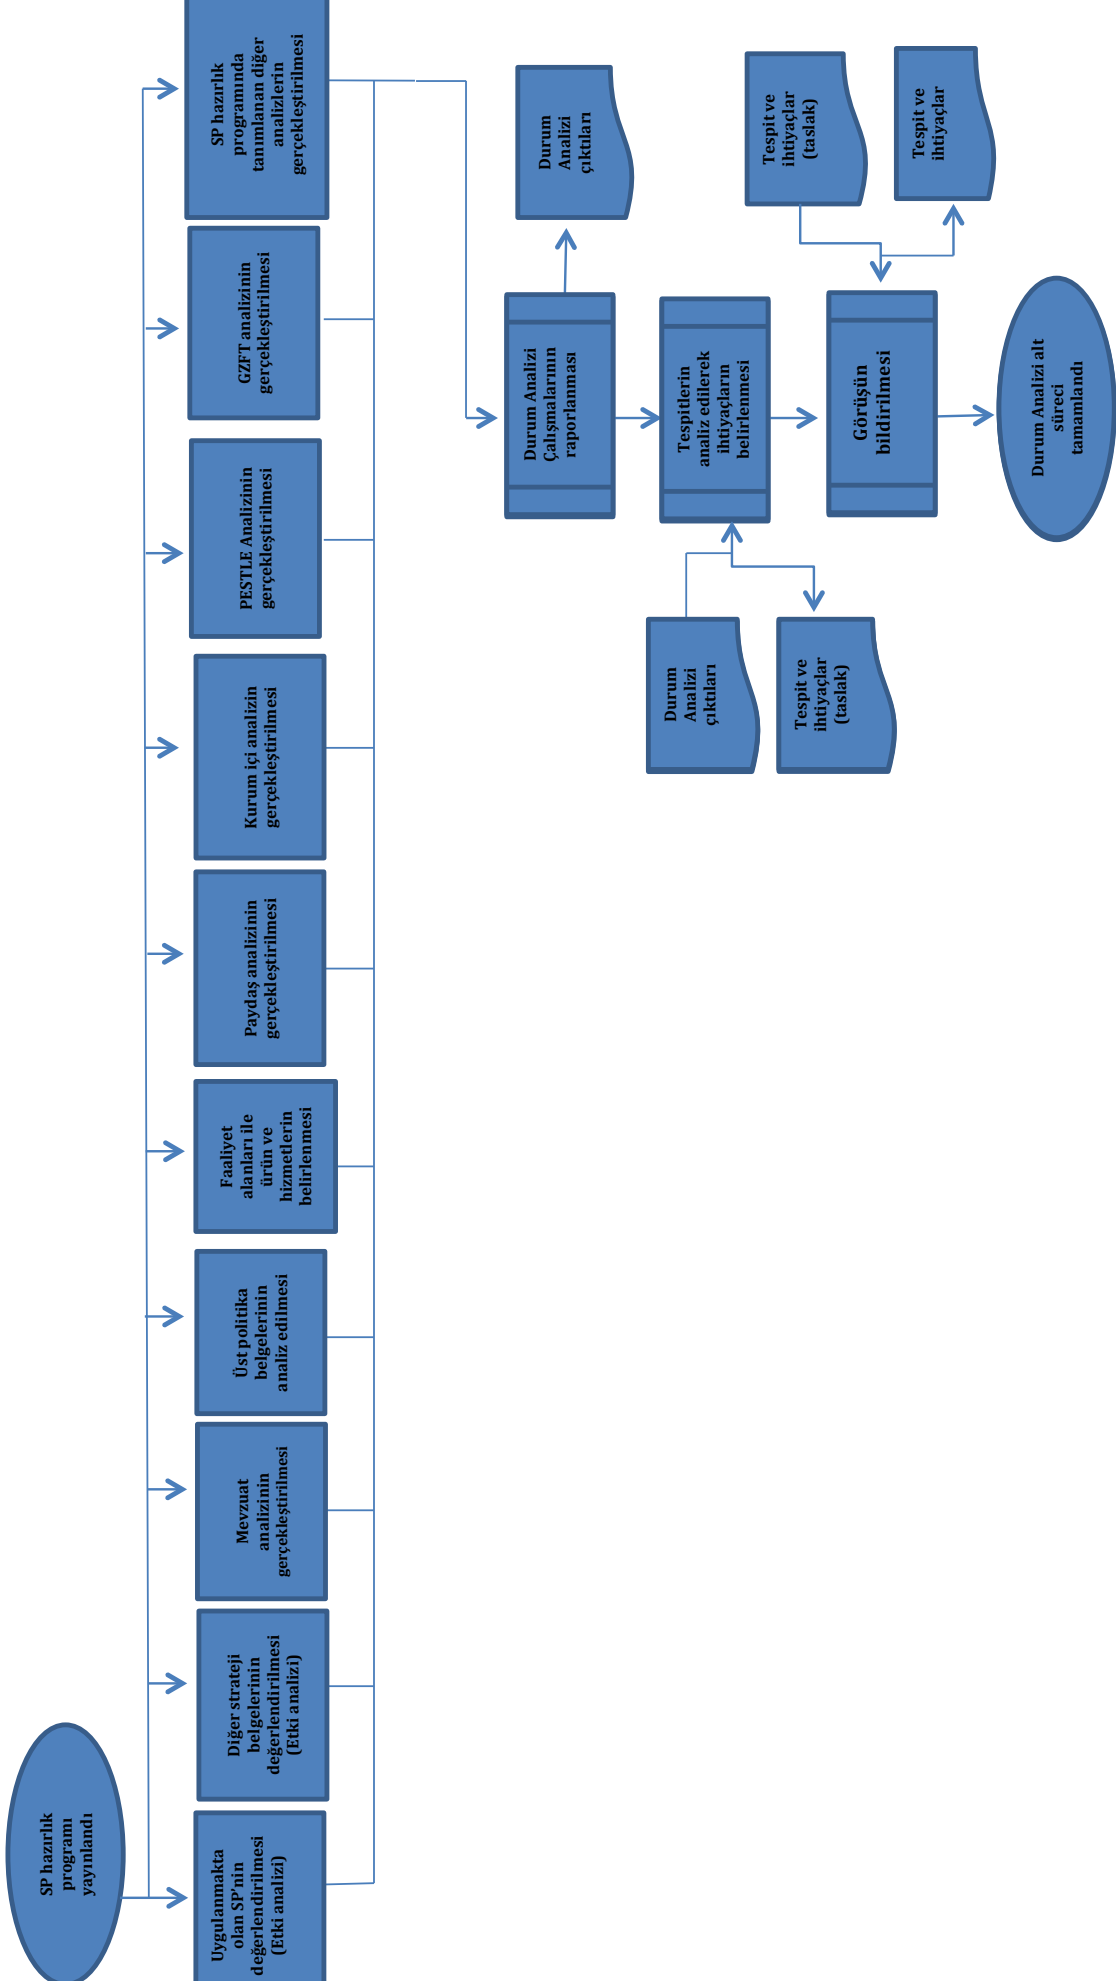 SP hazırlık
programı
yayınlandı
Uygulanmakta
olan SP'nin
değerlendirilmesi
(Etki analizi)
Diğer strateji
belgelerinin
değerlendirilmesi
(Etki analizi)
Mevzuat
analizinin
gerçekleştirilmesi
Üst politika
belgelerinin
analiz edilmesi
Faaliyet
alanları ile
ürün ve
hizmetlerin
belirlenmesi
Paydaş analizinin
gerçekleştirilmesi
Kurum içi analizin
gerçekleştirilmesi
PESTLE Analizinin
gerçekleştirilmesi
GZFT analizinin
gerçekleştirilmesi
SP hazırlık
programında
tanımlanan diğer
analizlerin
gerçekleştirilmesi
Durum Analizi
Çalışmalarının
raporlanması
Durum
Analizi
çıktıları
Durum
Analizi
çıktıları
Tespitlerin
analiz edilerek
ihtiyaçların
belirlenmesi
Tespit ve
ihtiyaçlar
(taslak)
Tespit ve
ihtiyaçlar
(taslak)
Görüşün
bildirilmesi
Tespit ve
ihtiyaçlar
Durum Analizi alt
süreci
tamamlandı